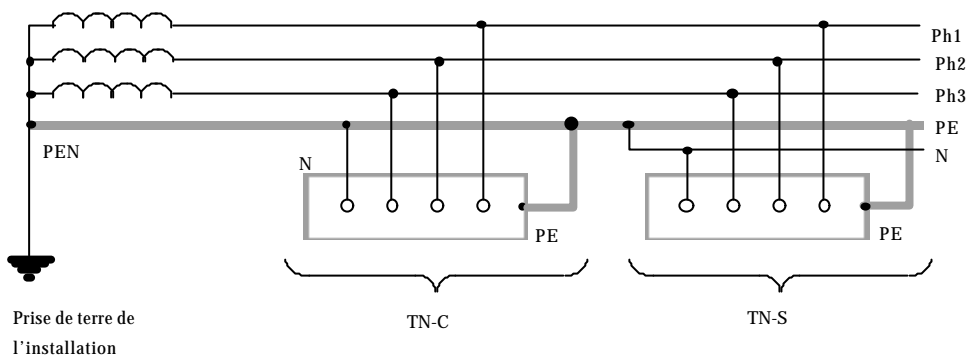 Ph1
Ph2
Ph3
PE
PEN
N
N
PE
PE
TN-C
TN-S
Prise de terre de
l’installation